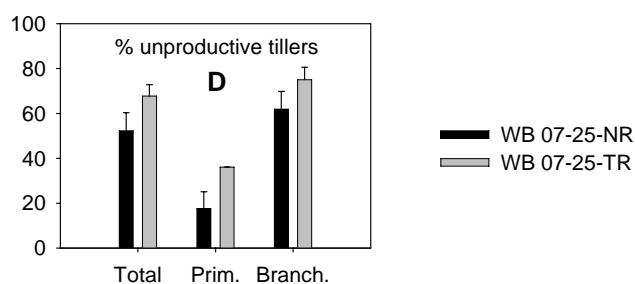 100
% unproductive tillers
80
D
60
WB 07-25-NR
40
WB 07-25-TR
20
0
Total Prim. Branch.